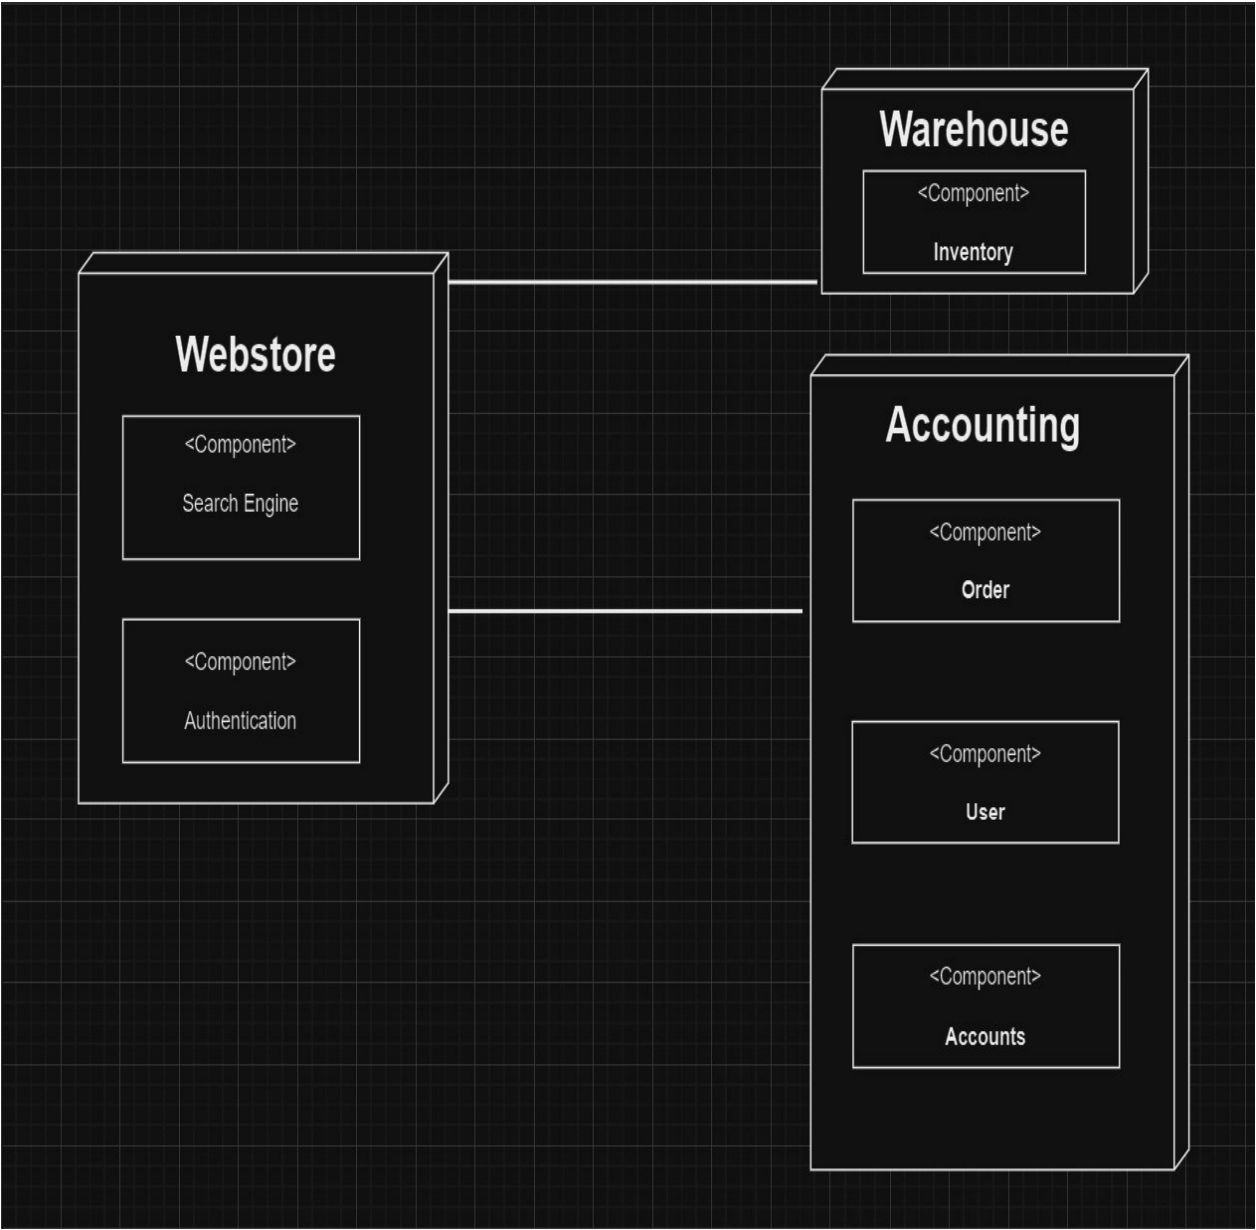 Warehouse
<Component>
Inventory
Webstore
<Component>
Search Engine
<Component>
Authentication
Accounting
<Component>
Order
<Component>
User
<Component>
Accounts